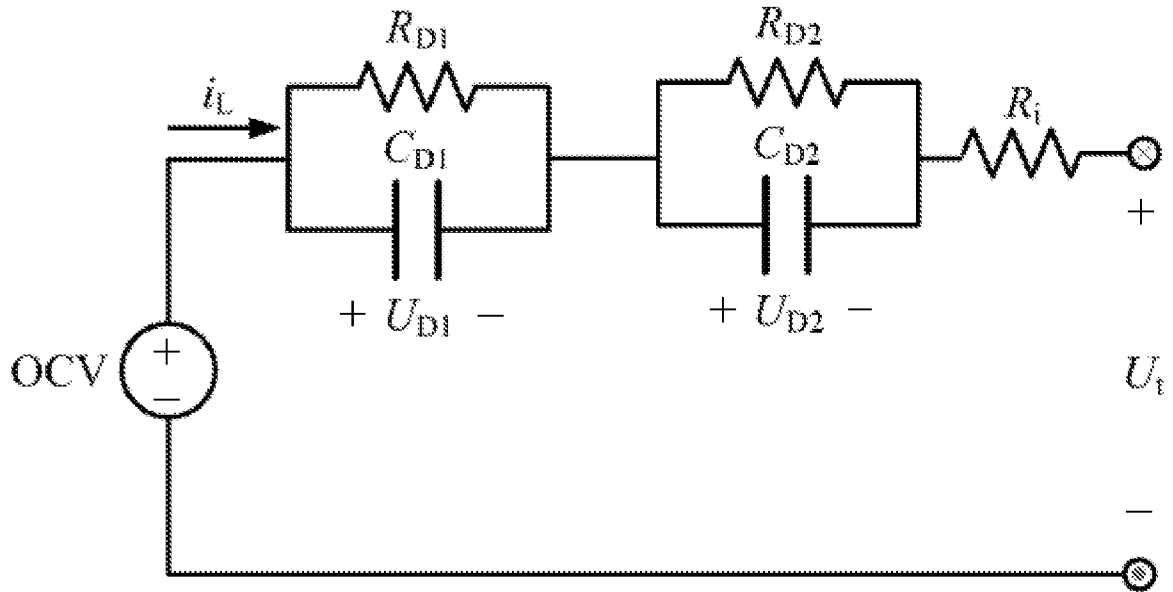 R_D1
R_D2
i_L
R_i
C_D1
C_D2
+
+ U_D1 −
+ U_D2 −
+
OCV
−
U_t
−